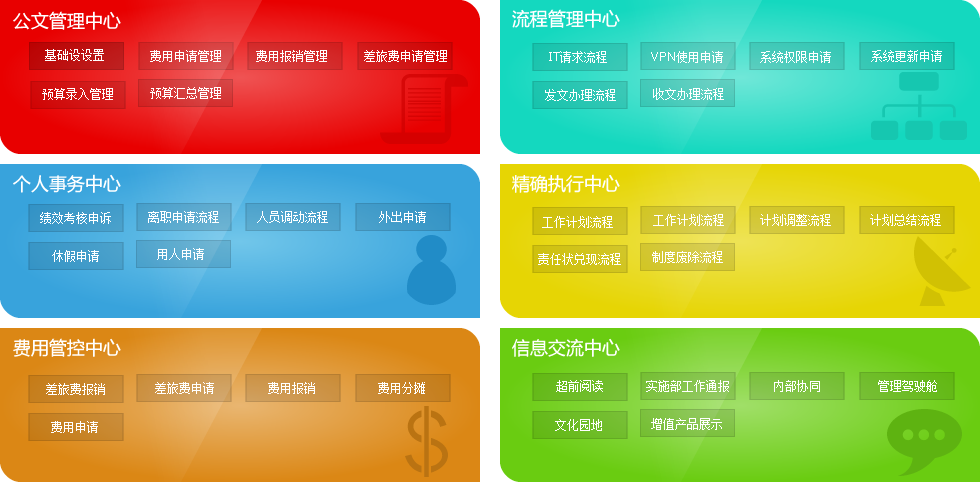 公文管理中心
基础设设置 费用申请管理 费用报销管理 差旅费申请管理
预算录入管理 预算汇总管理
流程管理中心
IT请求流程 VPN使用申请 系统权限申请 系统更新申请
发文办理流程 收文办理流程
个人事务中心
绩效考核申诉 离职申请流程 人员调动流程 外出申请
休假申请 用人申请
精确执行中心
工作计划流程 工作计划流程 计划调整流程 计划总结流程
责任状兑现流程 制度废除流程
费用管控中心
差旅费报销 差旅费申请 费用报销 费用分摊
费用申请
信息交流中心
超前阅读 实施部工作通报 内部协同 管理驾驶舱
文化园地 增值产品展示